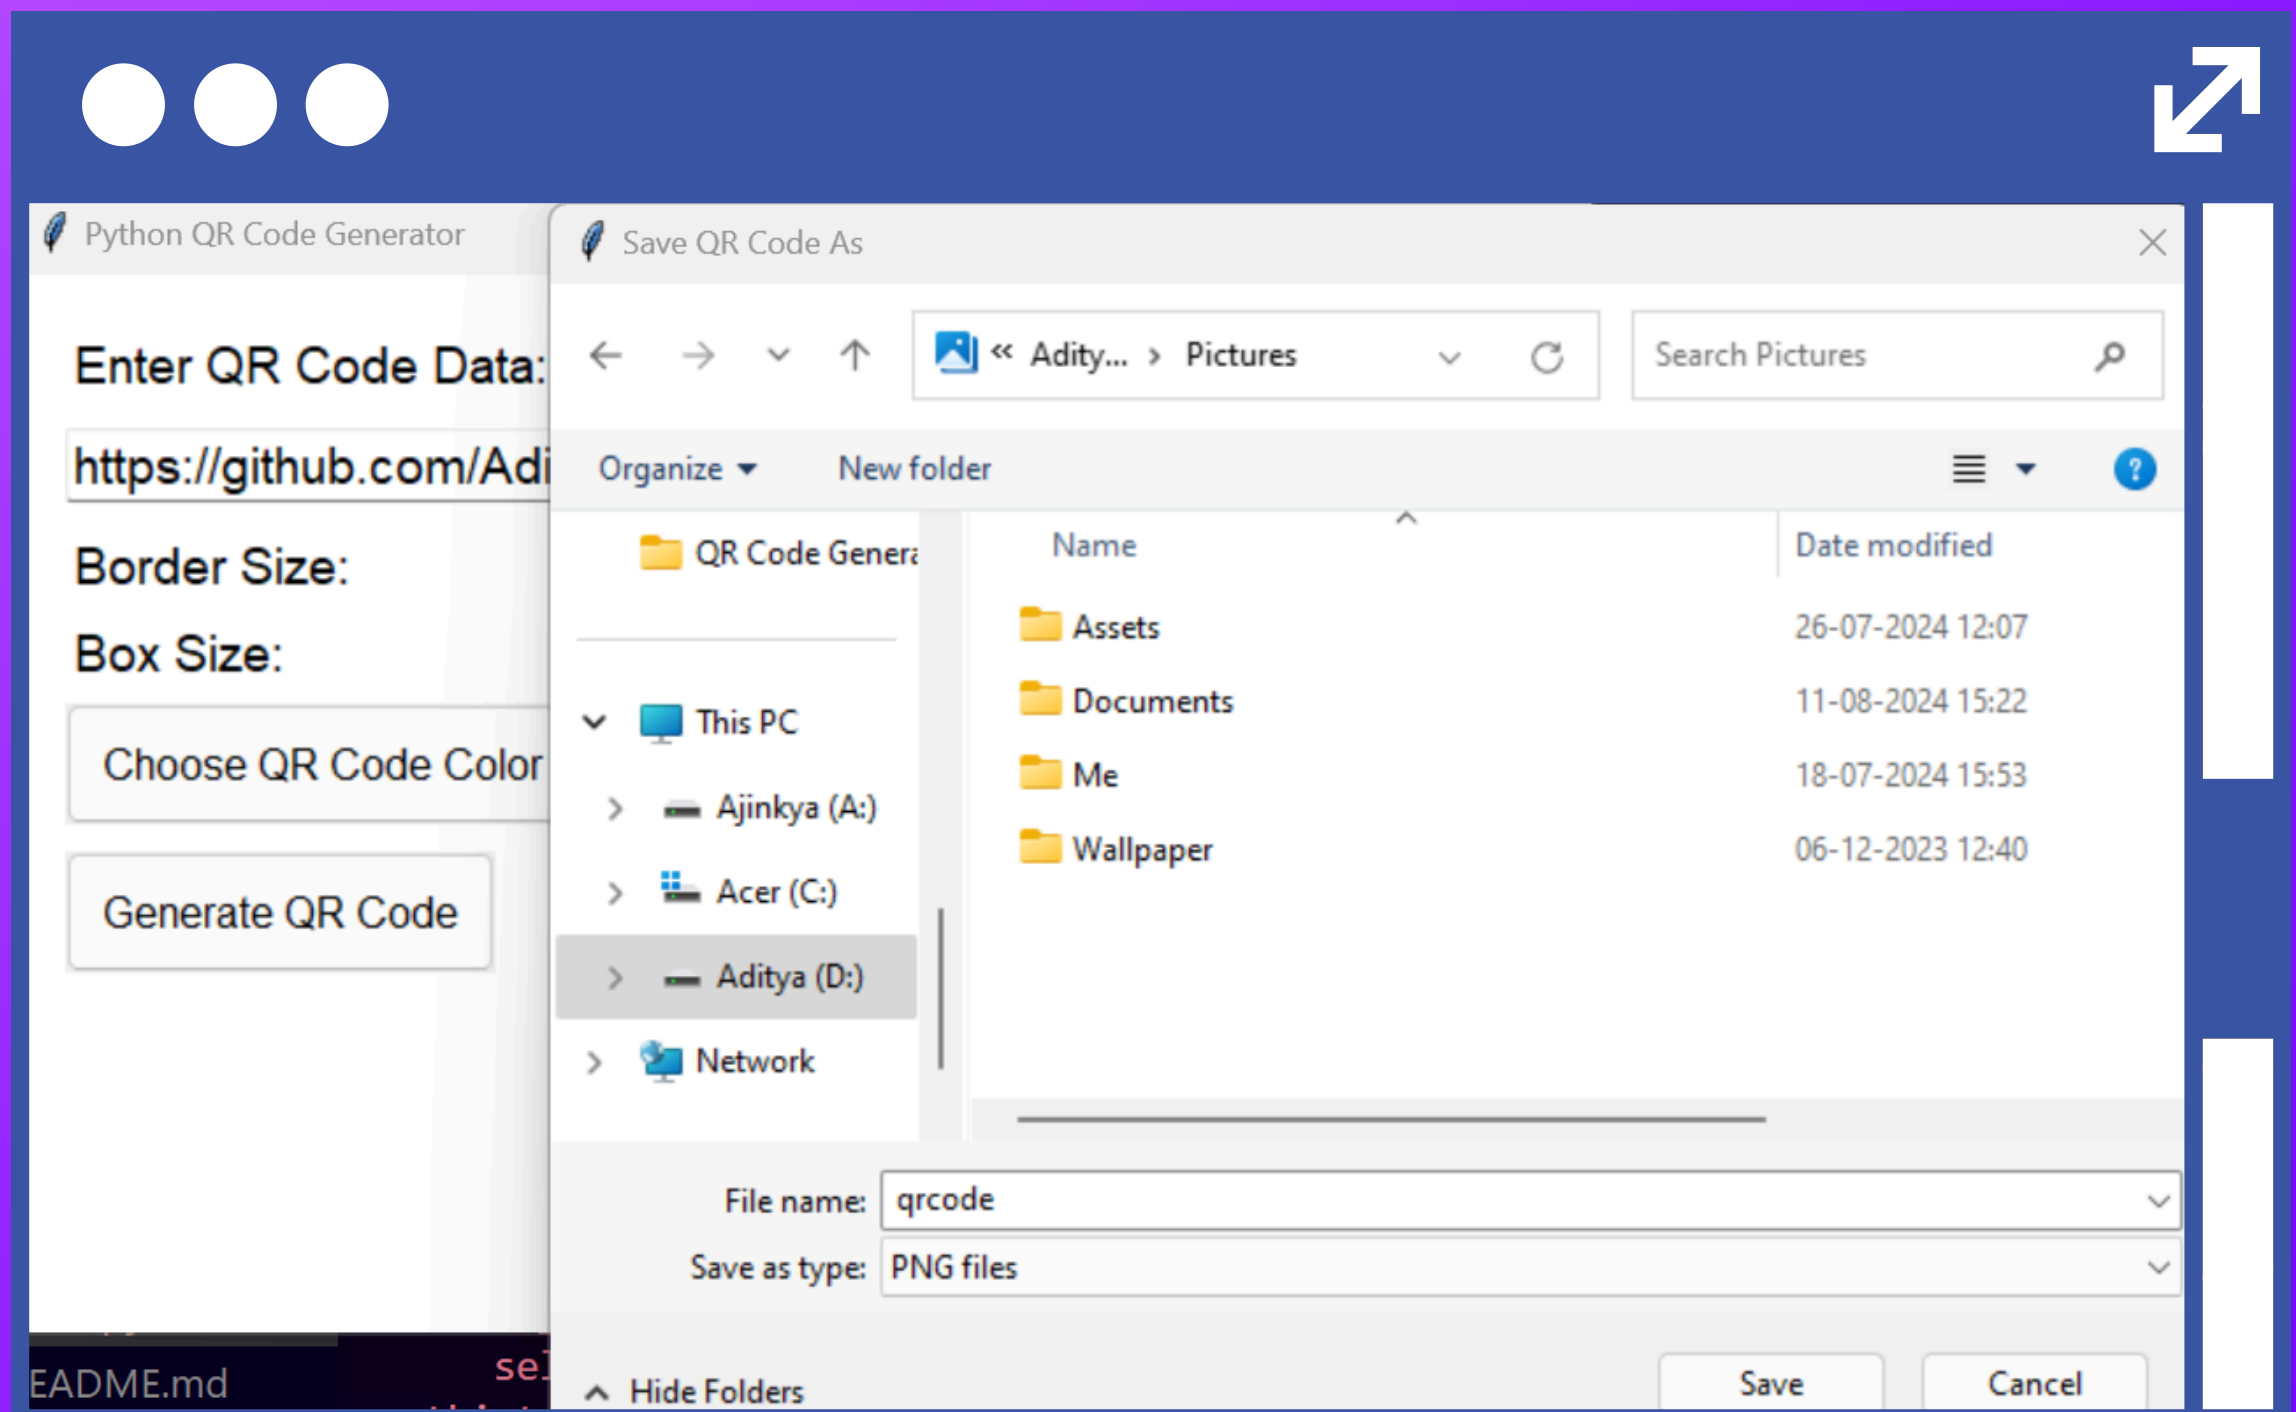 Python QR Code Generator
Enter QR Code Data:
https://github.com/Adi
Border Size:
Box Size:
Choose QR Code Color
Generate QR Code
EADME.md
sel
Save QR Code As
« Adity... › Pictures
Search Pictures
Organize
New folder
?
QR Code Genera
This PC
Ajinkya (A:)
Acer (C:)
Aditya (D:)
Network
Name Date modified
Assets 26-07-2024 12:07
Documents 11-08-2024 15:22
Me 18-07-2024 15:53
Wallpaper 06-12-2023 12:40
File name: qrcode
Save as type: PNG files
Hide Folders
Save
Cancel